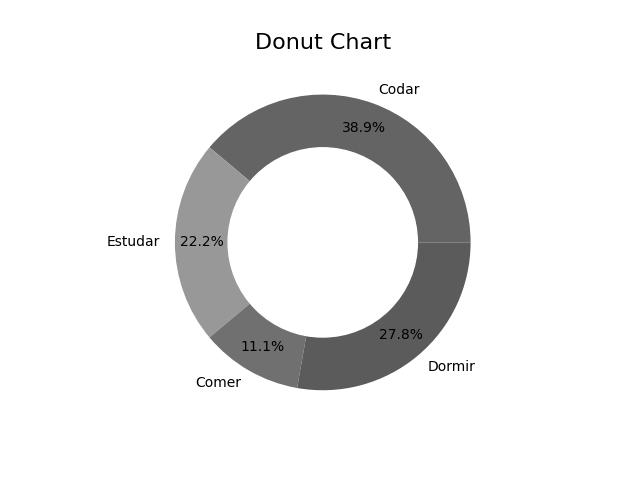 Donut Chart
Codar
38.9%
Estudar
22.2%
11.1%
Comer
27.8%
Dormir